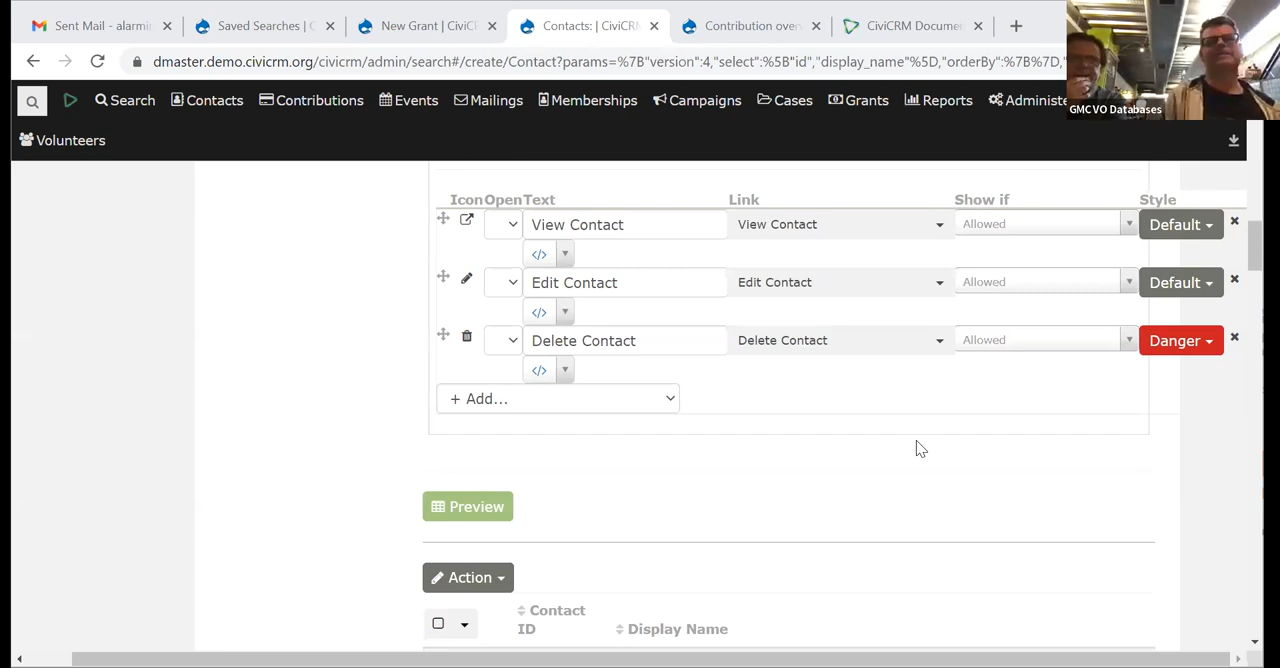 Sent Mail - alarmin
Saved Searches | C
New Grant | CiviCR
Contacts: | CiviCRM
Contribution over
CiviCRM Documen
dmaster.demo.civicrm.org/civicrm/admin/search#/create/Contact?params=%7B"version":4,"select":%5B"id","display_name"%5D,"orderBy":%7B%7D,"
GMCVO Databases
Search Contacts Contributions Events Mailings Memberships Campaigns Cases Grants Reports Administe
Volunteers
Icon Open Text Link Show if Style
View Contact View Contact Allowed Default
</>
Edit Contact Edit Contact Allowed Default
</>
Delete Contact Delete Contact Allowed Danger
</>
+ Add...
Preview
Action
Contact
ID Display Name